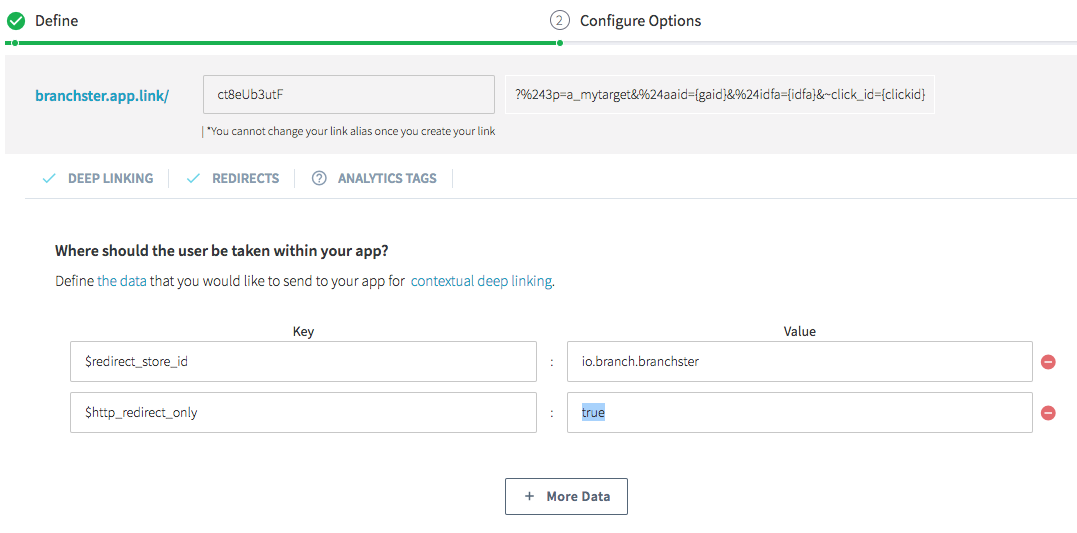 Define
2 Configure Options
branchster.app.link/ ct8eUb3utF ?%243p=a_mytarget&%24aaid={gaid}&%24idfa={idfa}&~click_id={clickid}
*You cannot change your link alias once you create your link
DEEP LINKING REDIRECTS ? ANALYTICS TAGS
Where should the user be taken within your app?
Define the data that you would like to send to your app for contextual deep linking.
Key Value
$redirect_store_id : io.branch.branchster
$http_redirect_only : true
+ More Data